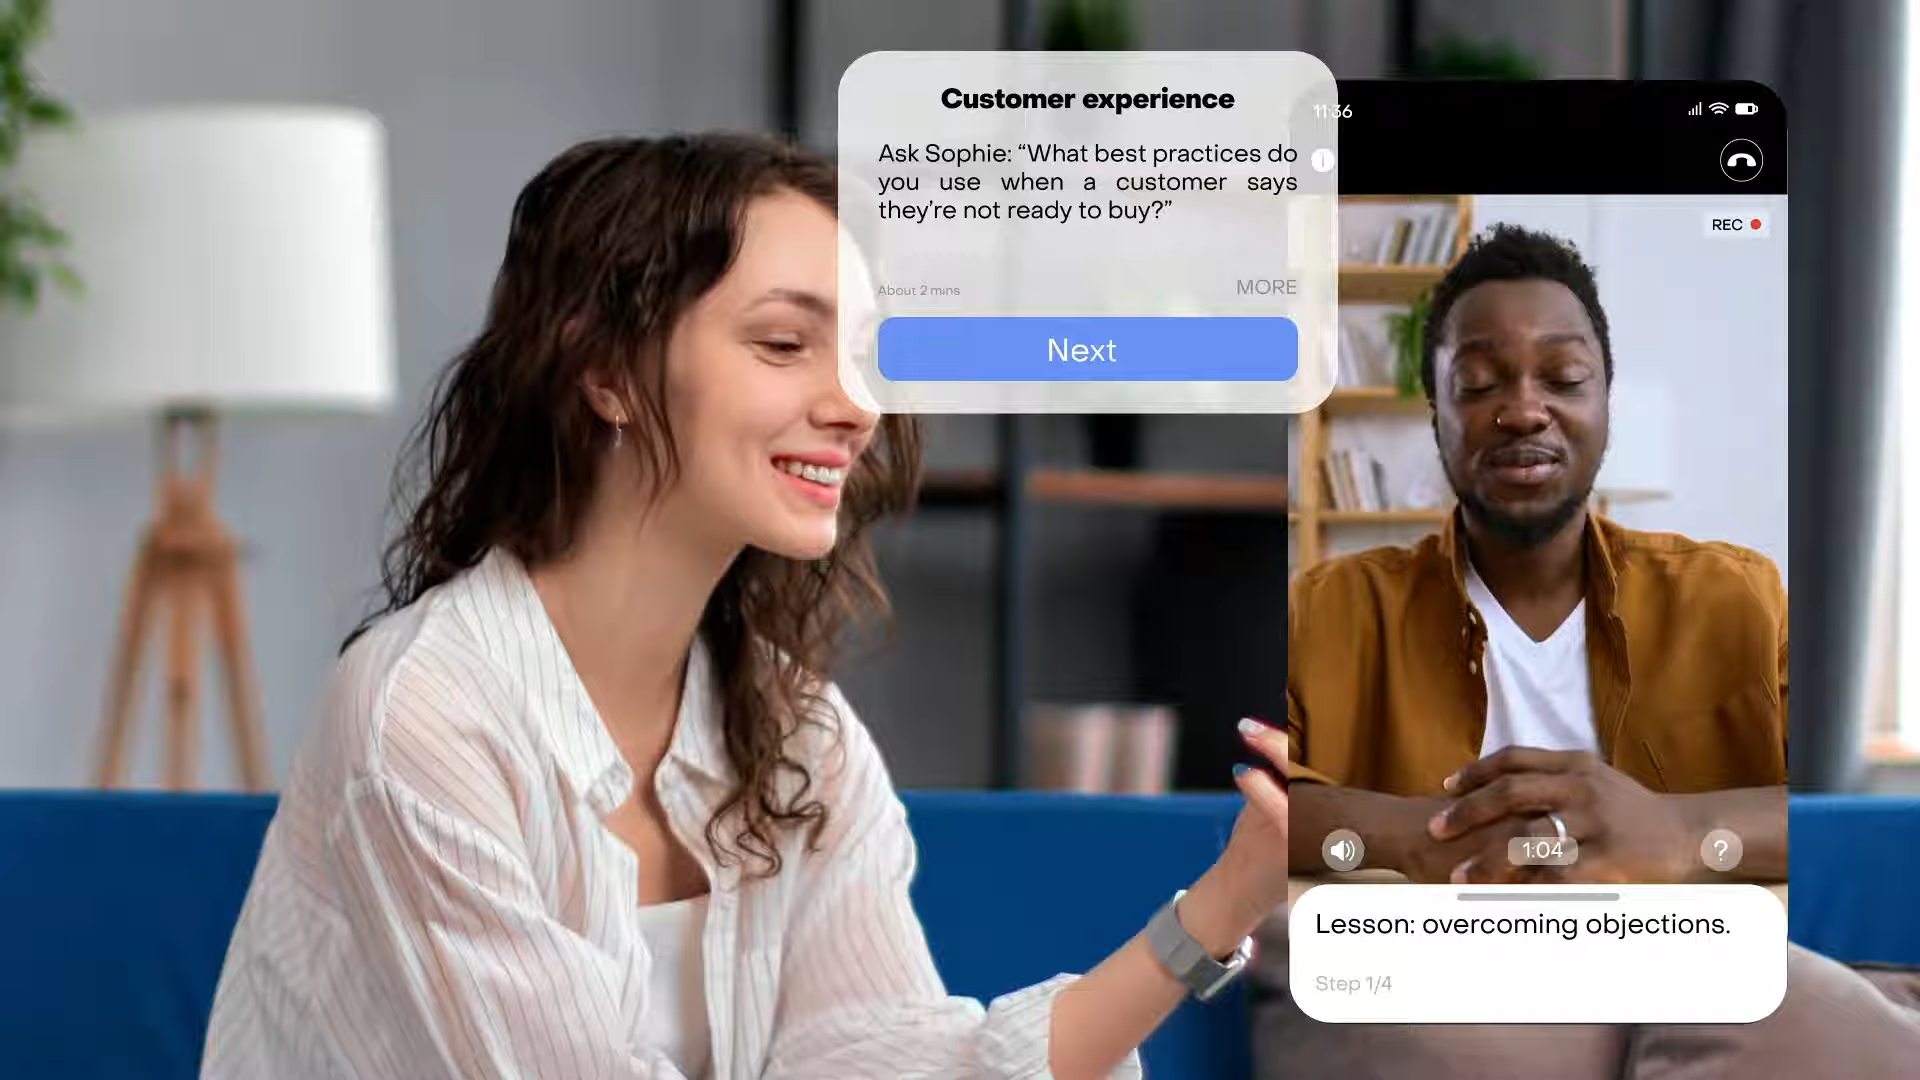 Customer experience
Ask Sophie: “What best practices do
you use when a customer says
they’re not ready to buy?”
About 2 mins
MORE
Next
11:36
REC
1:04
?
Lesson: overcoming objections.
Step 1/4